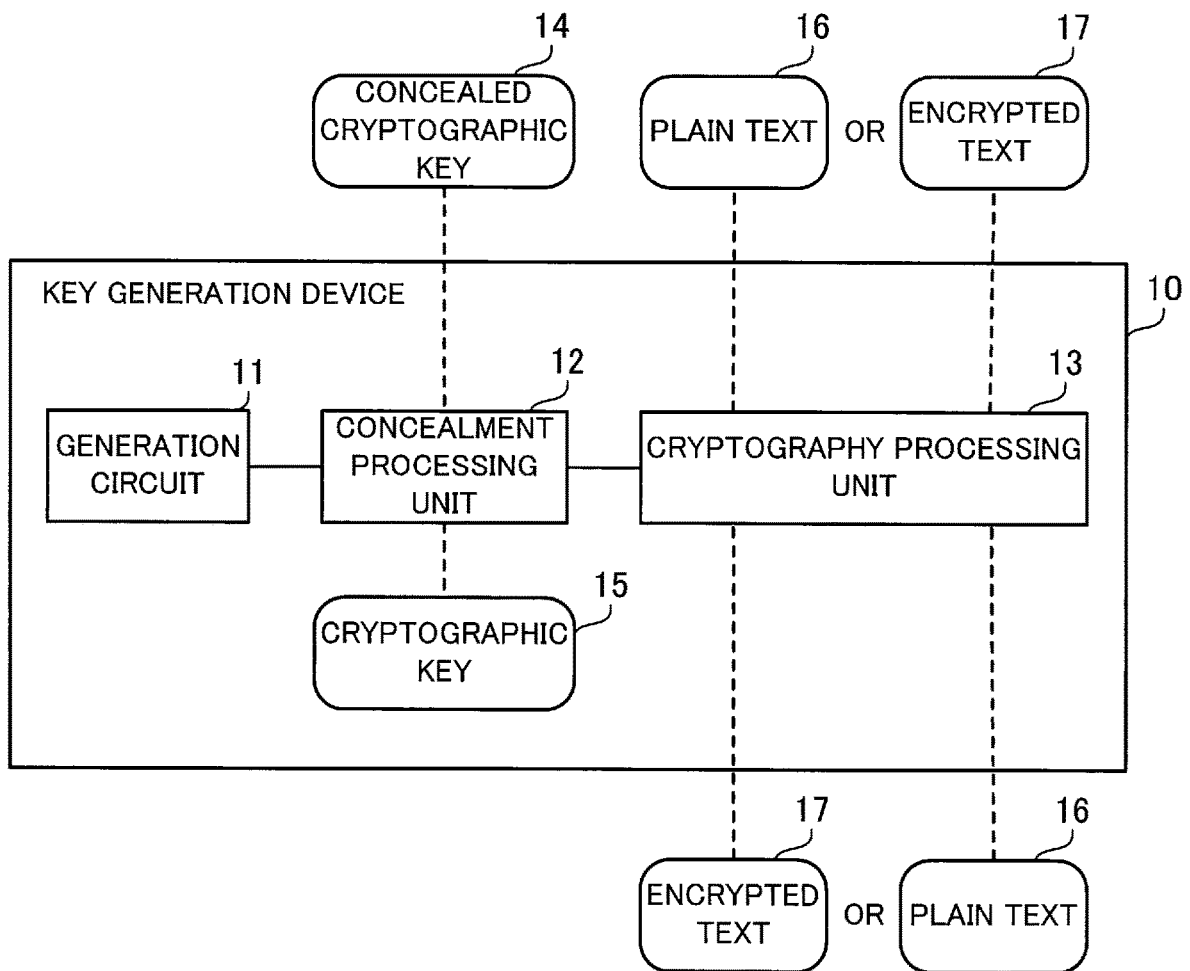 14
16
17
CONCEALED
CRYPTOGRAPHIC
KEY
PLAIN TEXT
OR
ENCRYPTED
TEXT
KEY GENERATION DEVICE
10
11
12
13
GENERATION
CIRCUIT
CONCEALMENT
PROCESSING
UNIT
CRYPTOGRAPHY PROCESSING
UNIT
15
CRYPTOGRAPHIC
KEY
17
16
ENCRYPTED
TEXT
OR
PLAIN TEXT